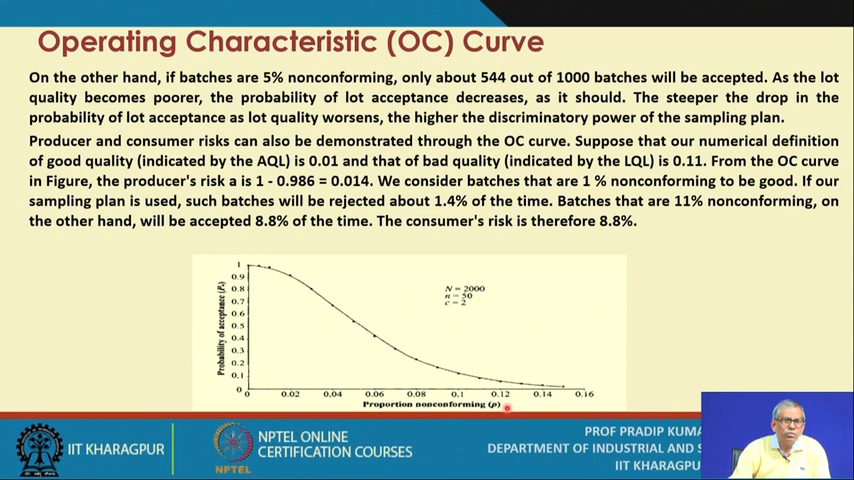 Operating Characteristic (OC) Curve
On the other hand, if batches are 5% nonconforming, only about 544 out of 1000 batches will be accepted. As the lot
quality becomes poorer, the probability of lot acceptance decreases, as it should. The steeper the drop in the
probability of lot acceptance as lot quality worsens, the higher the discriminatory power of the sampling plan.
Producer and consumer risks can also be demonstrated through the OC curve. Suppose that our numerical definition
of good quality (indicated by the AQL) is 0.01 and that of bad quality (indicated by the LQL) is 0.11. From the OC curve
in Figure, the producer's risk a is 1 - 0.986 = 0.014. We consider batches that are 1 % nonconforming to be good. If our
sampling plan is used, such batches will be rejected about 1.4% of the time. Batches that are 11% nonconforming, on
the other hand, will be accepted 8.8% of the time. The consumer's risk is therefore 8.8%.
Probability of acceptance (Pₐ)
1
0.9
0.8
0.7
0.6
0.5
0.4
0.3
0.2
0.1
0
N = 2000
n = 50
c = 2
0 0.02 0.04 0.06 0.08 0.1 0.12 0.14 0.16
Proportion nonconforming (p)
IIT KHARAGPUR
NPTEL
NPTEL ONLINE
CERTIFICATION COURSES
PROF PRADIP KUMA
DEPARTMENT OF INDUSTRIAL AND S
IIT KHARAGPU